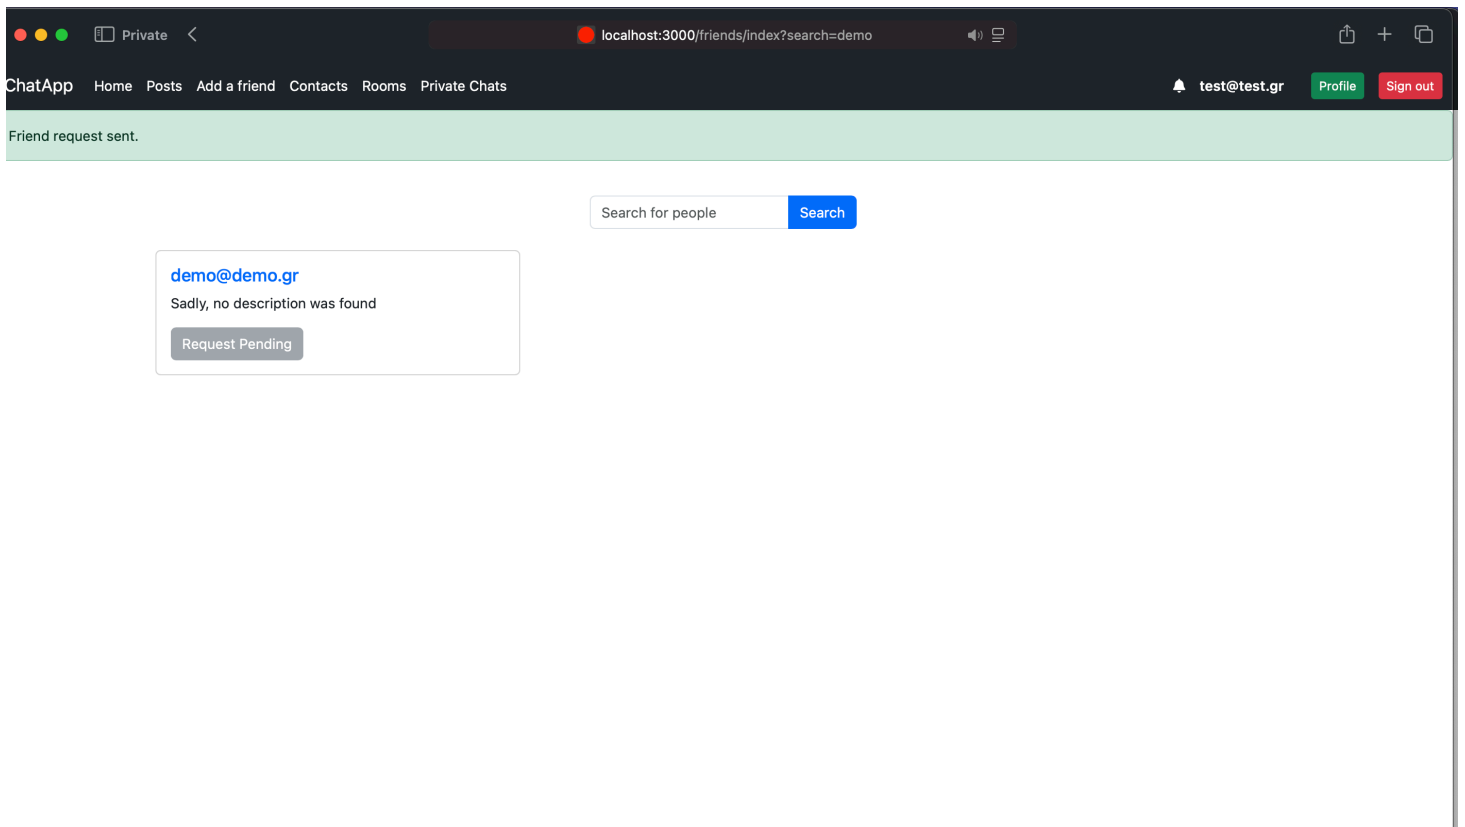 Private localhost:3000/friends/index?search=demo
ChatApp Home Posts Add a friend Contacts Rooms Private Chats test@test.gr Profile Sign out
Friend request sent.
Search for people Search
demo@demo.gr
Sadly, no description was found
Request Pending